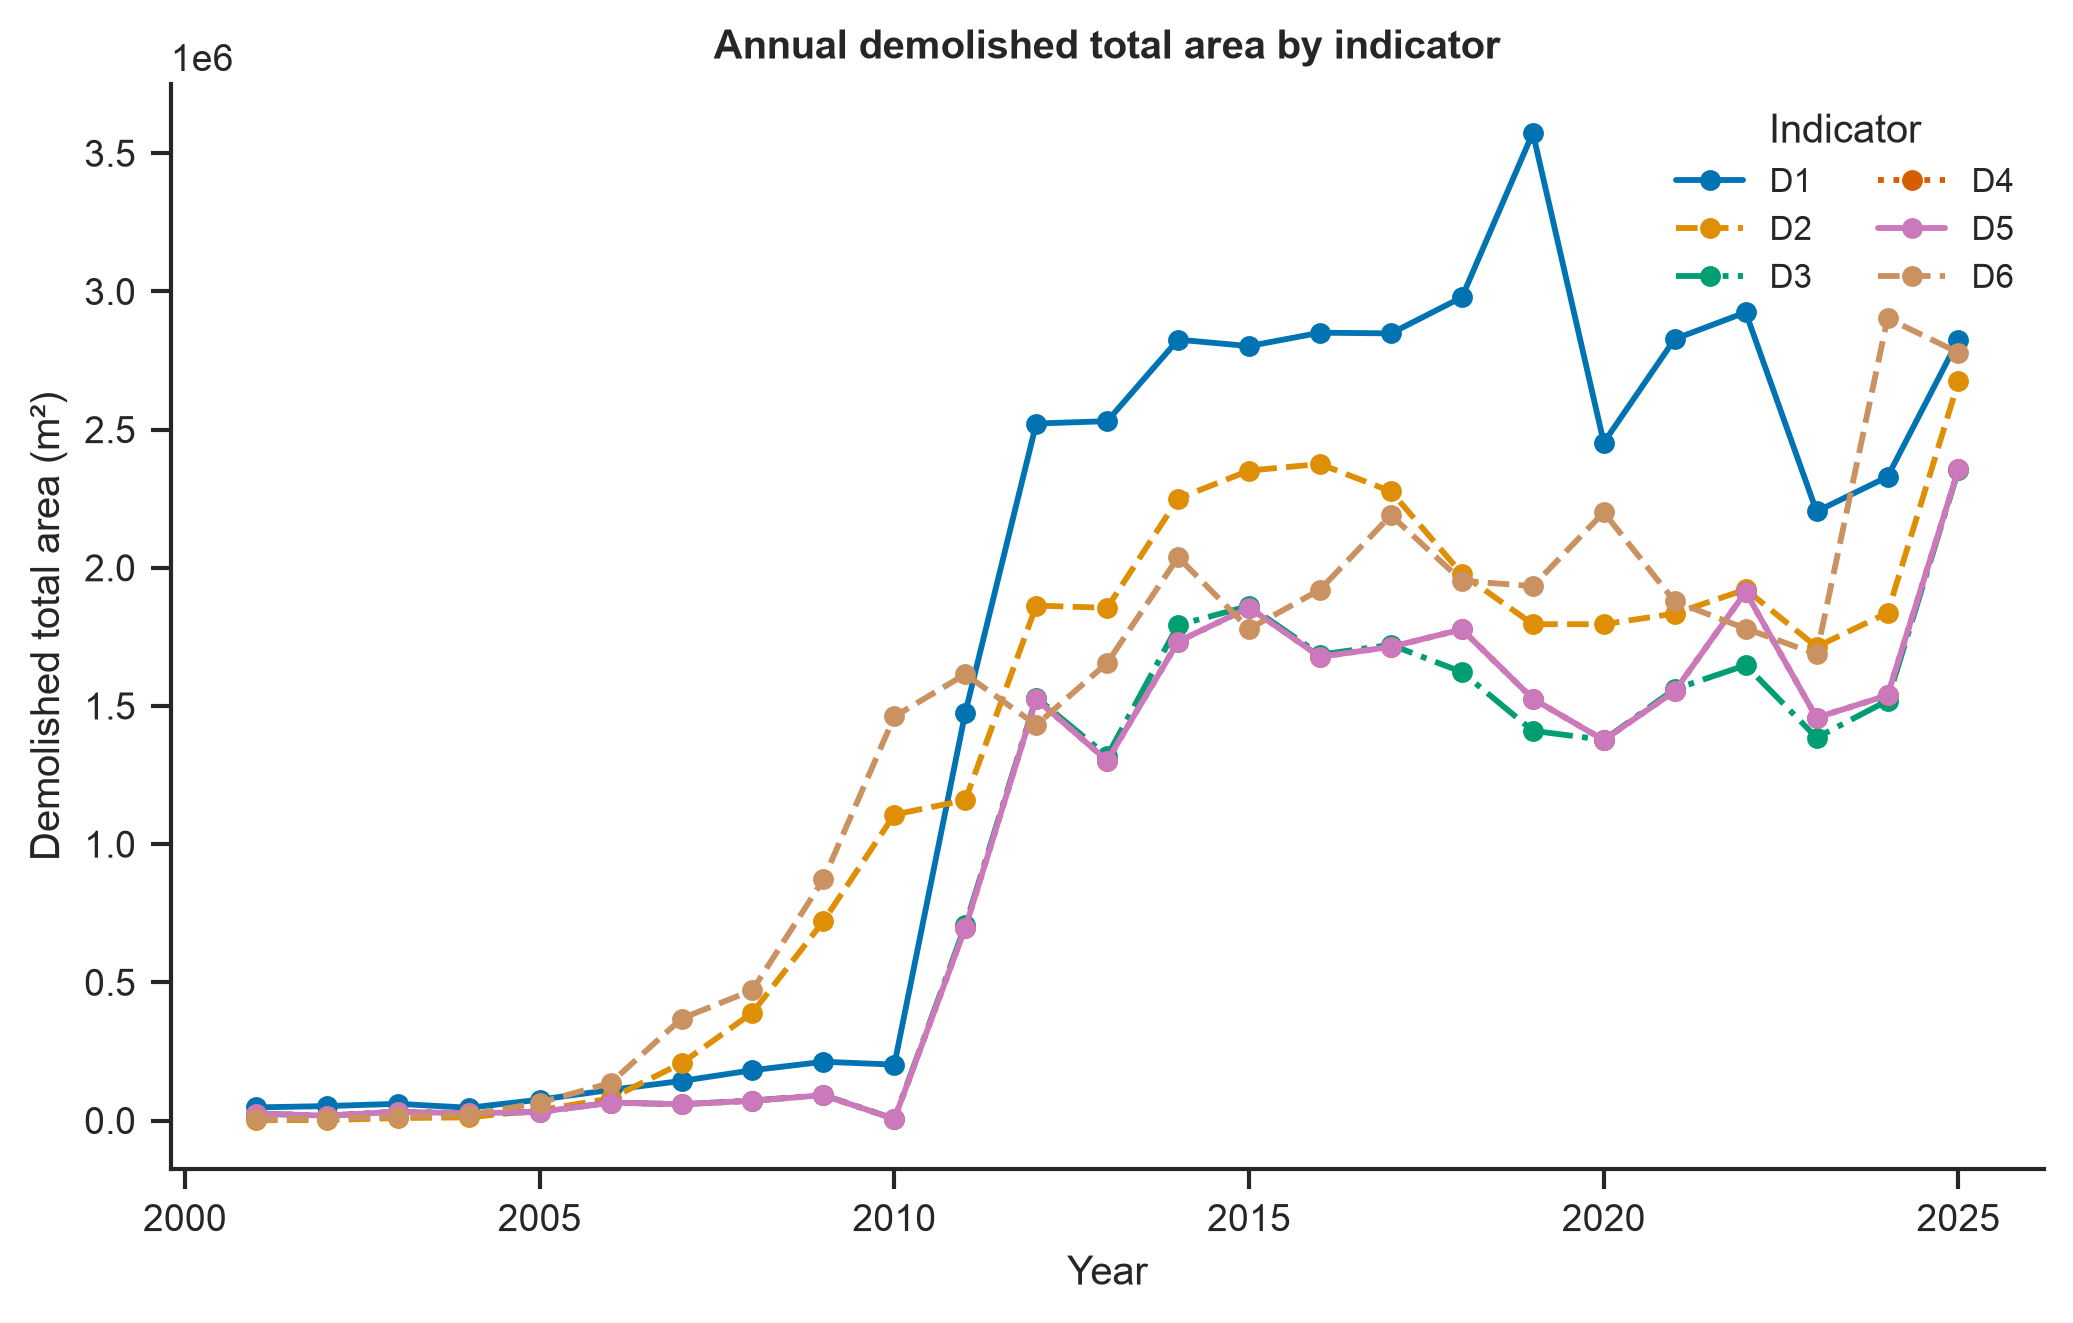 Annual demolished total area by indicator
1e6
Demolished total area (m²)
3.5
3.0
2.5
2.0
1.5
1.0
0.5
0.0
Indicator
D1
D2
D3
D4
D5
D6
2000
2005
2010
2015
2020
2025
Year